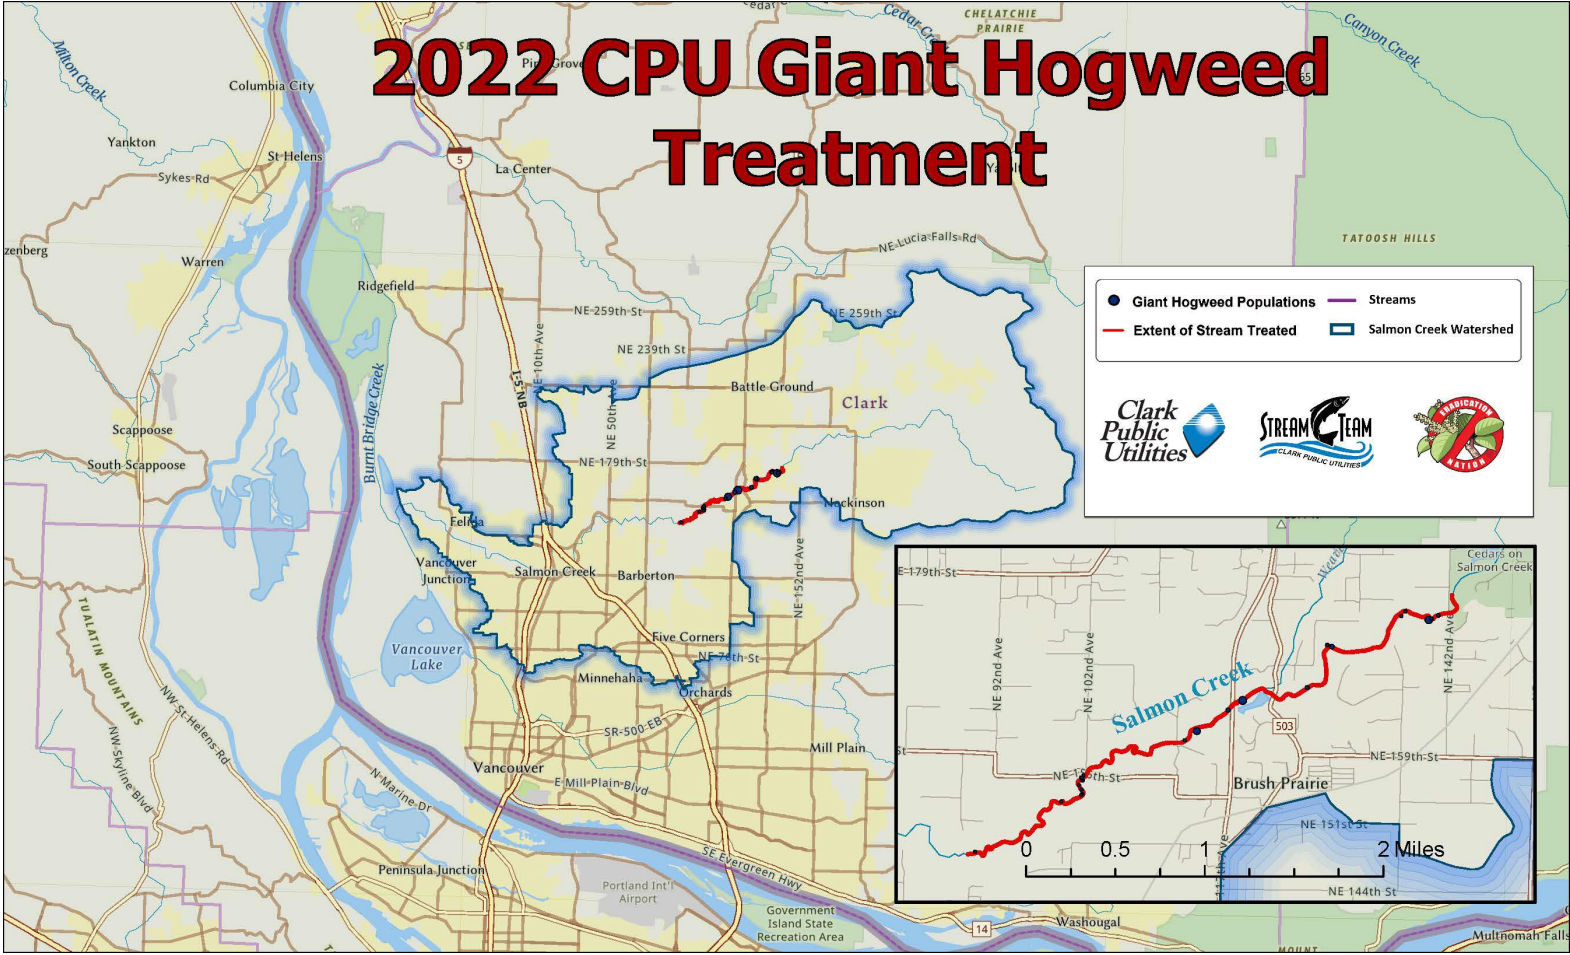 2022 CPU Giant Hogweed
Treatment
Milton Creek
Columbia City
Yankton
St Helens
Sykes Rd
Warren
Ridgefield
Scappoose
South Scappoose
Burnt Bridge Creek
La Center
5
CHELATCHIE
PRAIRIE
Canyon Creek
TATOOSH HILLS
NE Lucia Falls Rd
NE 259th St
NE 259th St
NE 239th St
NE 10th Ave
I-5 NB
NE 50th Ave
Battle Ground
Clark
NE 179th St
Hockinson
Felida
Vancouver
Junction
Salmon Creek
Barberton
NE 152nd Ave
Five Corners
NE 78th St
Vancouver
Lake
Minnehaha
Orchards
SR-500-EB
Mill Plain
Vancouver
E Mill Plain Blvd
TUALATIN MOUNTAINS
NW St Helens Rd
NW Skyline Blvd
N Marine Dr
Peninsula Junction
SE Evergreen Hwy
Portland Int'l
Airport
Government
Island State
Recreation Area
14
Washougal
Multnomah Falls
MOUNT
Giant Hogweed Populations
Streams
Extent of Stream Treated
Salmon Creek Watershed
Clark
Public
Utilities
STREAM TEAM
CLARK PUBLIC UTILITIES
ERADICATION
NATION
Cedars on
Salmon Creek
E 179th St
NE 92nd Ave
NE 102nd Ave
NE 142nd Ave
Salmon Creek
503
NE 159th St
Brush Prairie
NE 151st St
NE 144th St
0 0.5 1 2 Miles